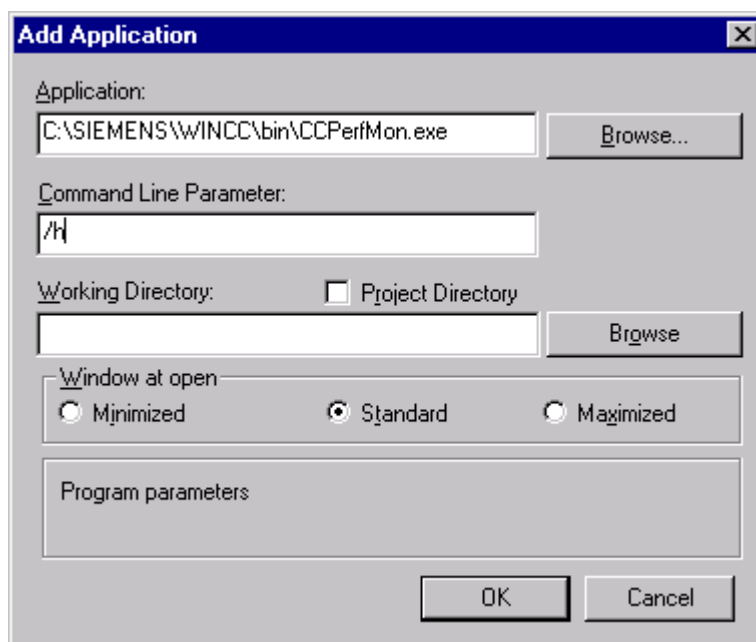 Add Application
Application:
C:\SIEMENS\WINCC\bin\CCPerfMon.exe
Browse...
Command Line Parameter:
/h
Working Directory:
Project Directory
Browse
Window at open
Minimized
Standard
Maximized
Program parameters
OK
Cancel